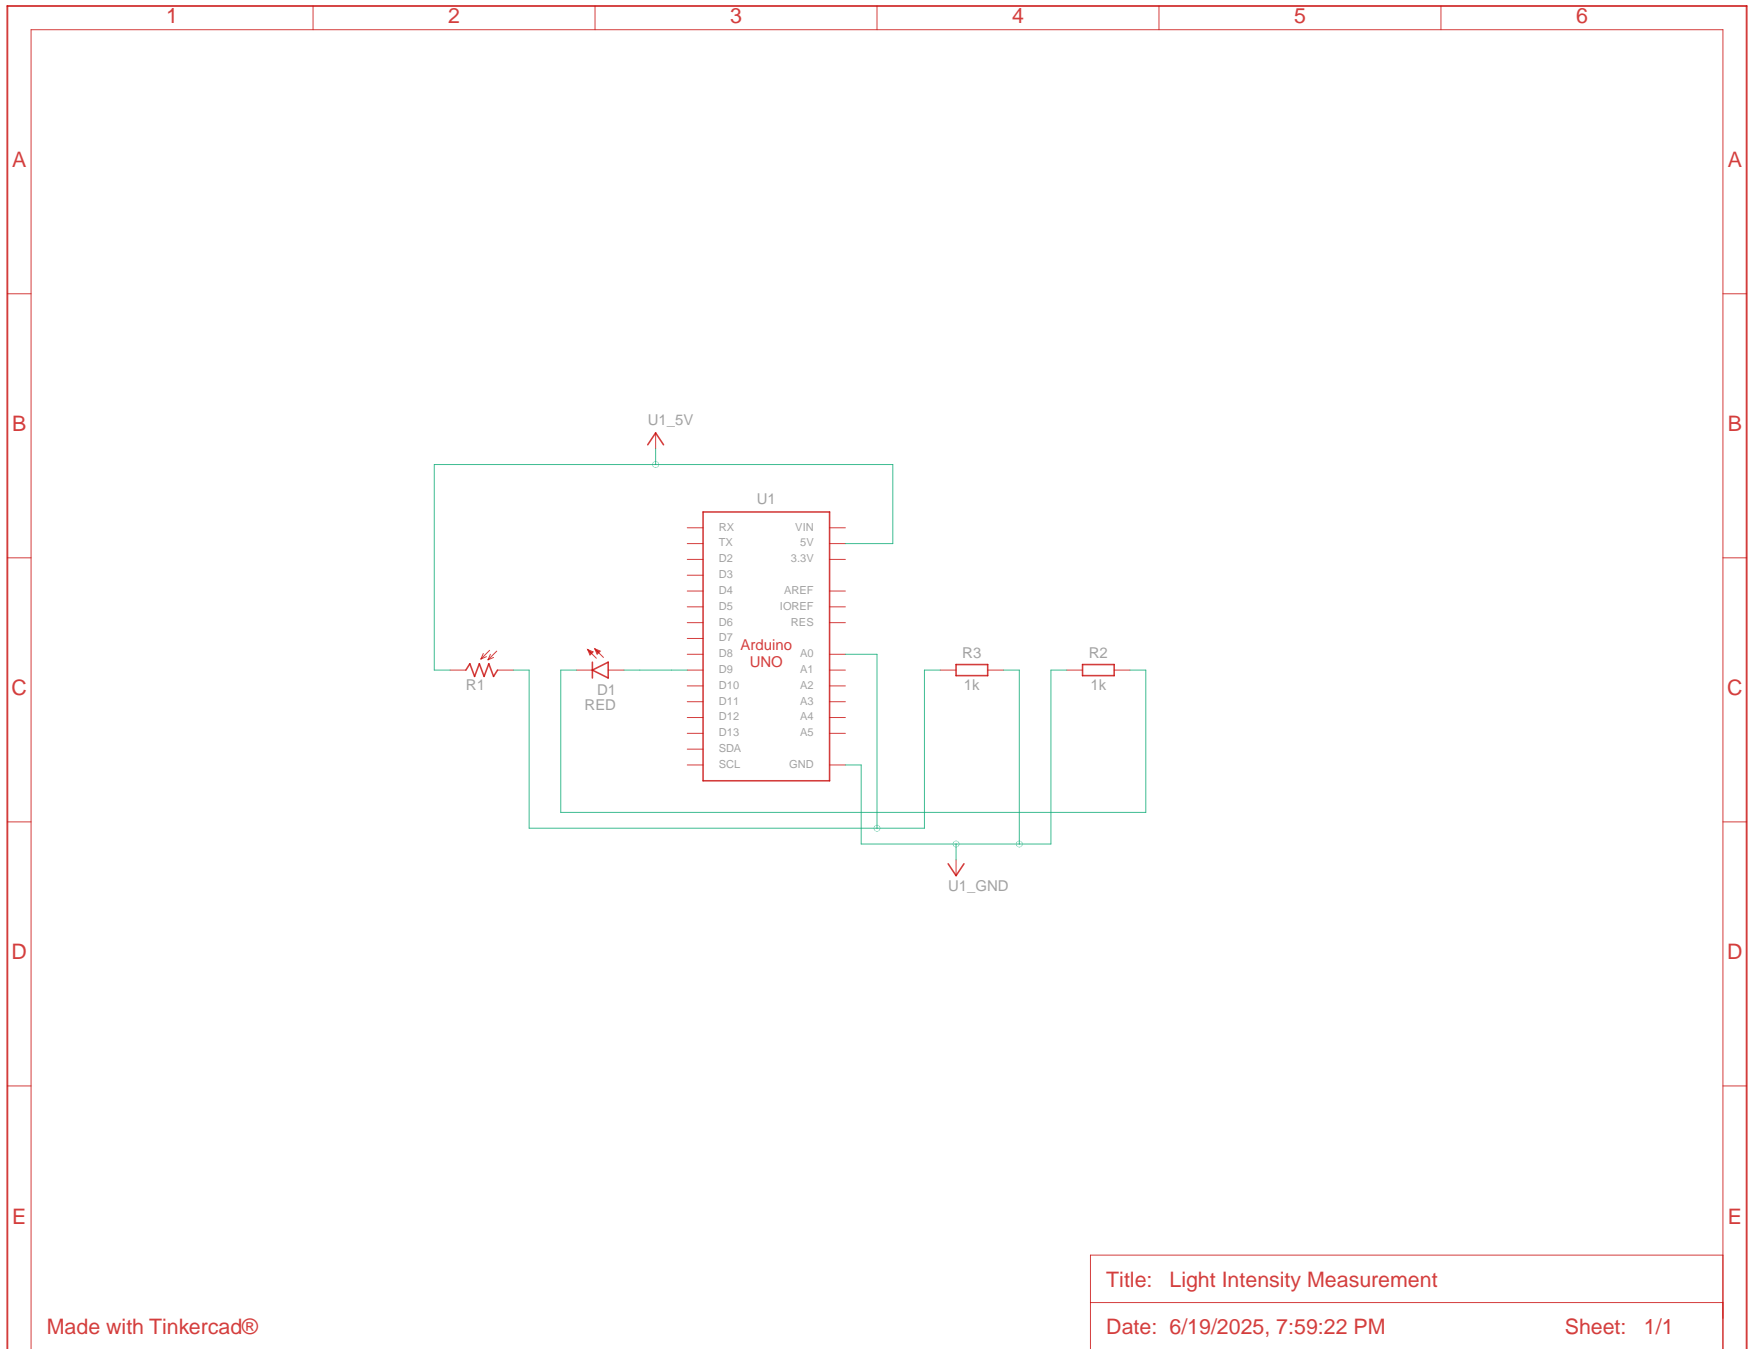 1 2 3 4 5 6
A A
B B
U1_5V
U1
RX VIN
TX 5V
D2 3.3V
D3
D4 AREF
D5 IOREF
D6 RES
D7
Arduino
UNO
D8 A0
D9 A1
D10 A2
D11 A3
D12 A4
D13 A5
SDA
SCL GND
R3 R2
1k 1k
C C
R1
D1
RED
U1_GND
D D
E E
Title: Light Intensity Measurement
Made with Tinkercad®
Date: 6/19/2025, 7:59:22 PM Sheet: 1/1